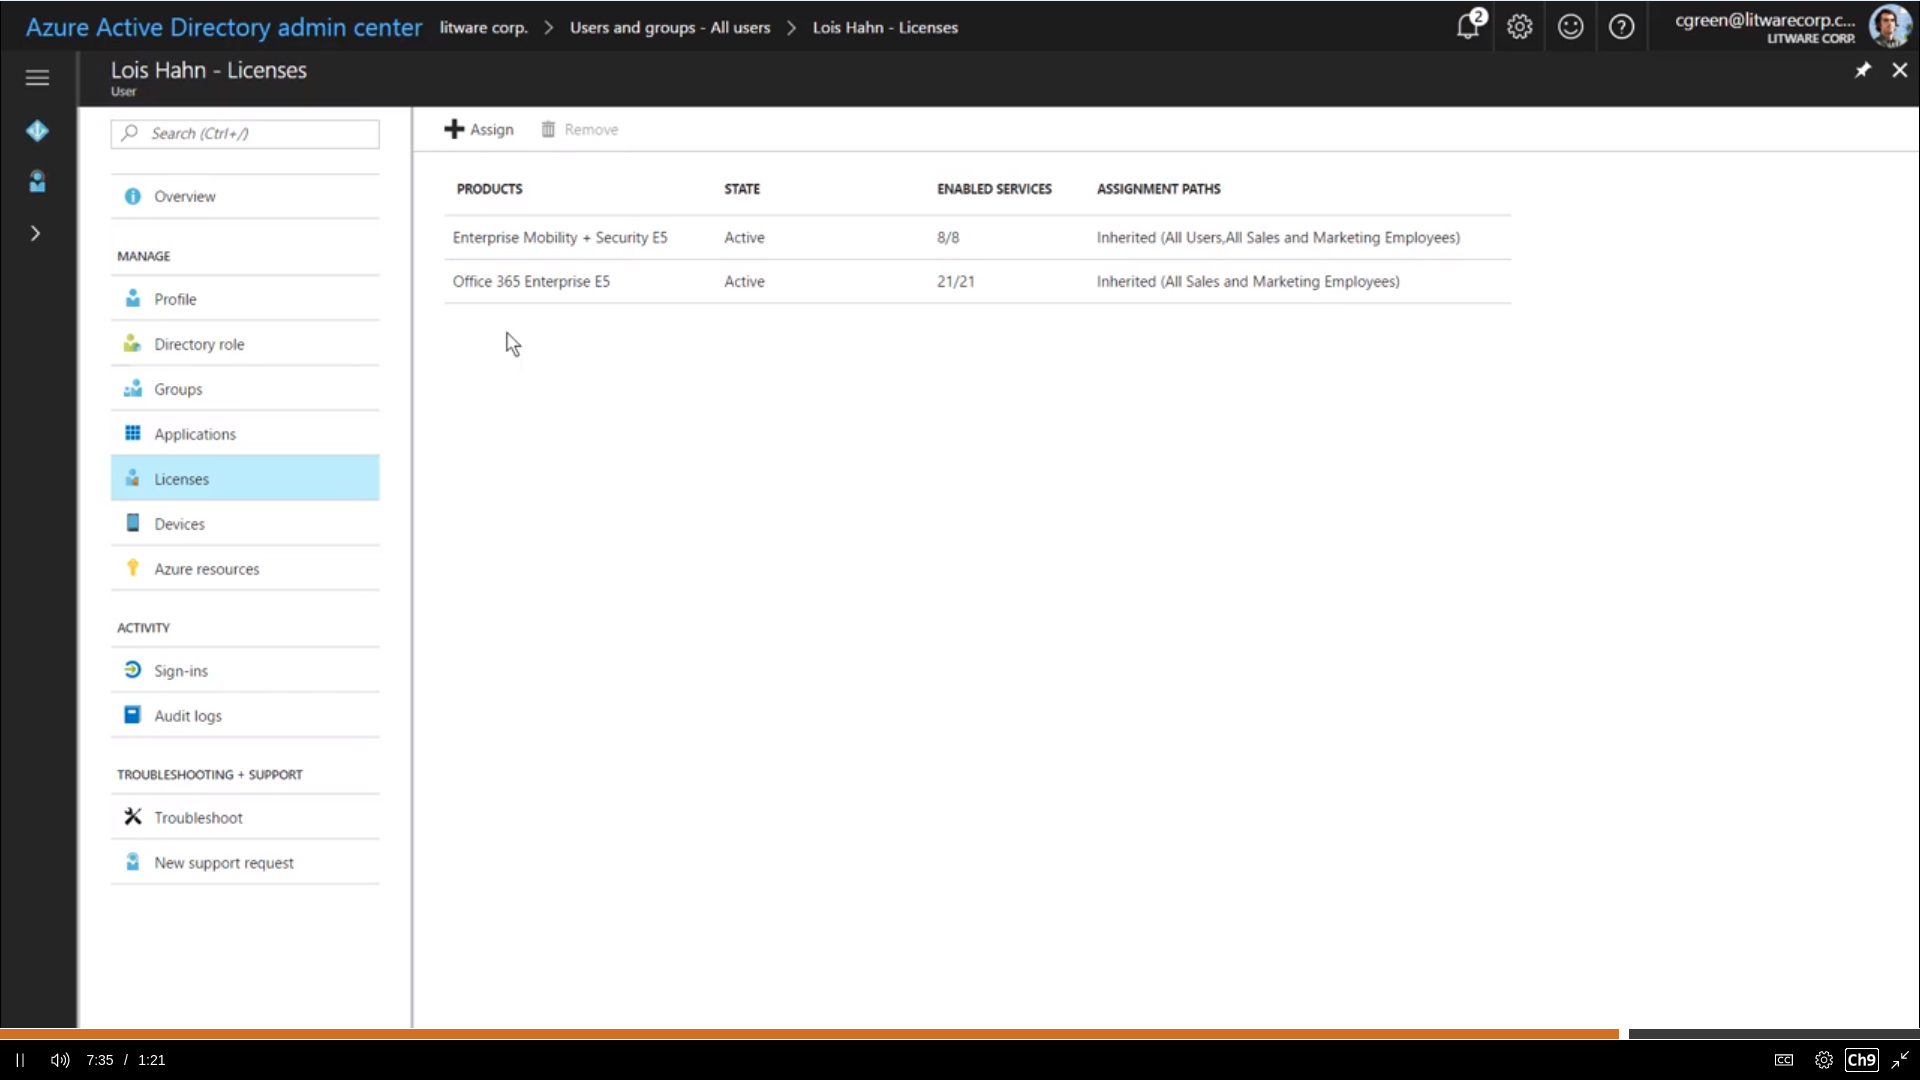 Azure Active Directory admin center litware corp. > Users and groups - All users > Lois Hahn - Licenses
2
cgreen@litwarecorp.c...
LITWARE CORP.
Lois Hahn - Licenses
User
Search (Ctrl+/)
Overview
MANAGE
Profile
Directory role
Groups
Applications
Licenses
Devices
Azure resources
ACTIVITY
Sign-ins
Audit logs
TROUBLESHOOTING + SUPPORT
Troubleshoot
New support request
Assign Remove
PRODUCTS STATE ENABLED SERVICES ASSIGNMENT PATHS
Enterprise Mobility + Security E5 Active 8/8 Inherited (All Users,All Sales and Marketing Employees)
Office 365 Enterprise E5 Active 21/21 Inherited (All Sales and Marketing Employees)
7:35 / 1:21
CC
Ch9